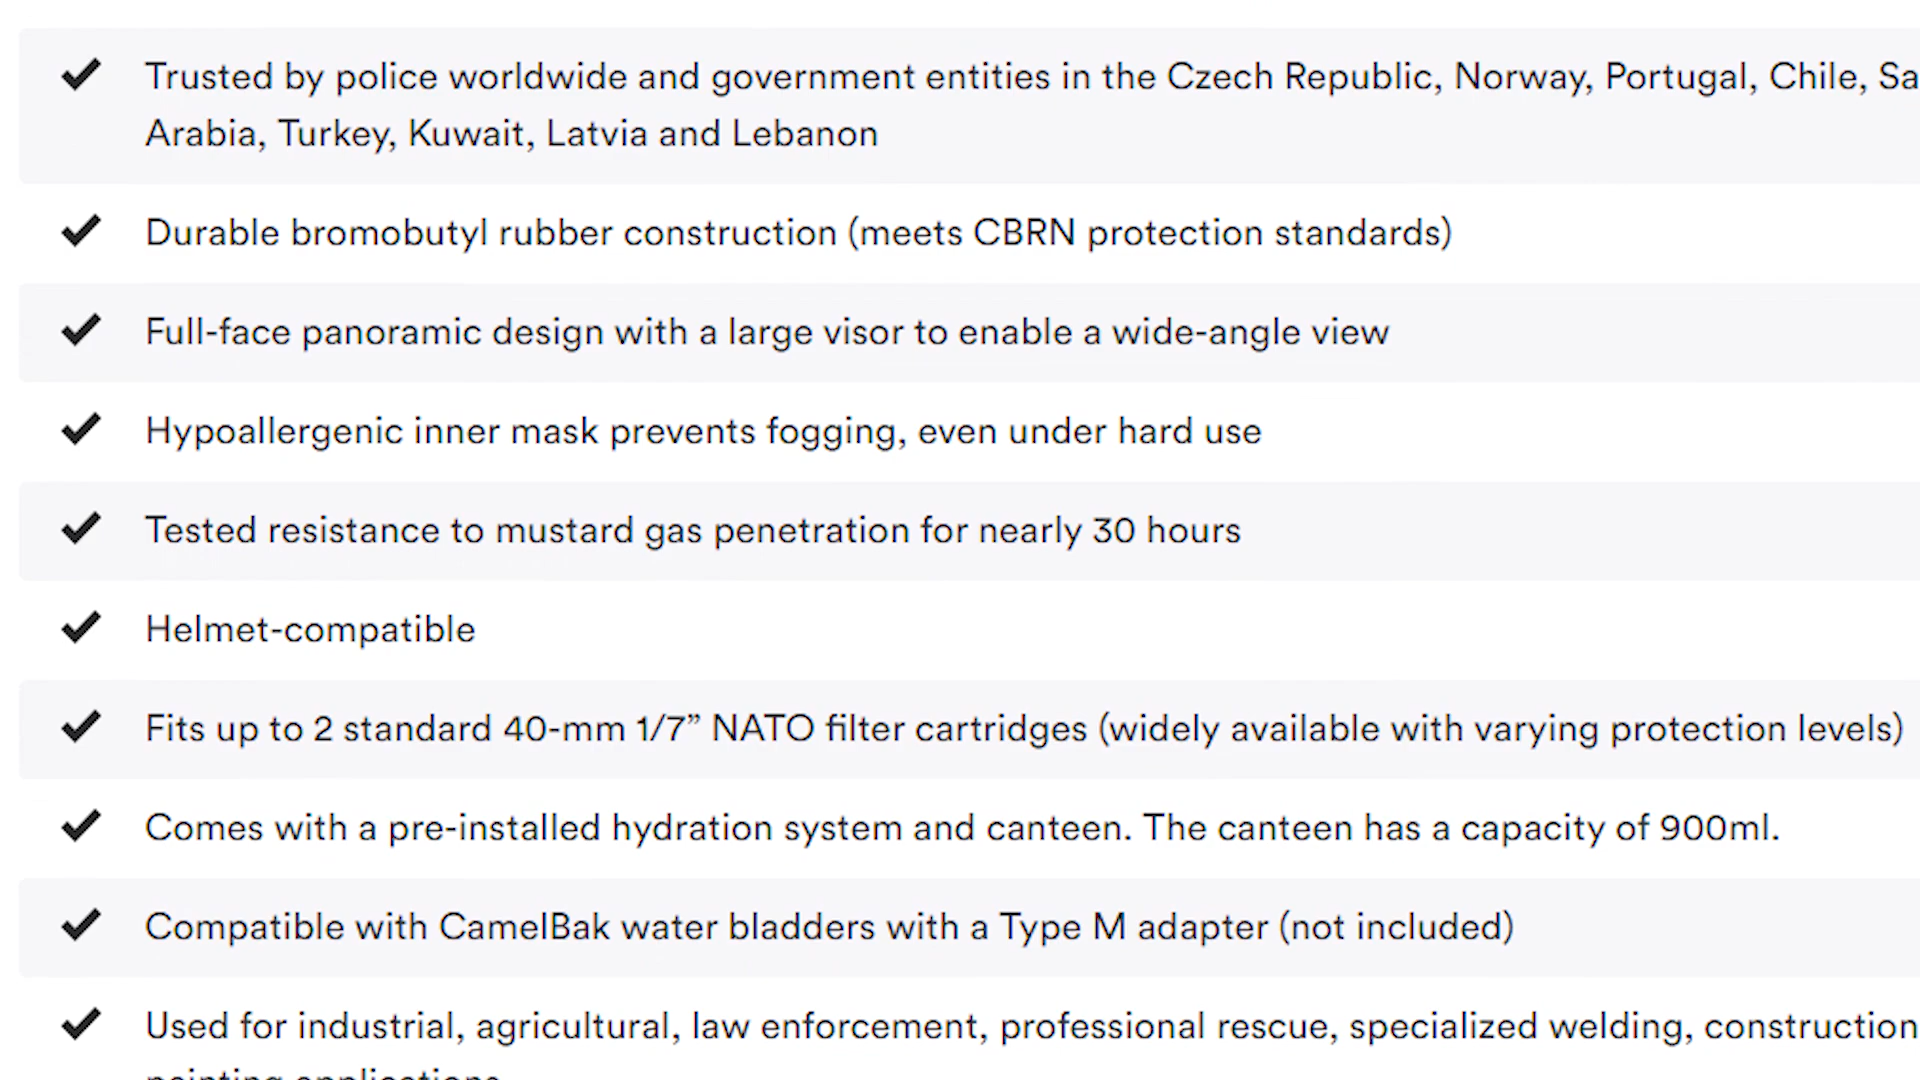 Trusted by police worldwide and government entities in the Czech Republic, Norway, Portugal, Chile,
Arabia, Turkey, Kuwait, Latvia and Lebanon
Durable bromobutyl rubber construction (meets CBRN protection standards)
Full-face panoramic design with a large visor to enable a wide-angle view
Hypoallergenic inner mask prevents fogging, even under hard use
Tested resistance to mustard gas penetration for nearly 30 hours
Helmet-compatible
Fits up to 2 standard 40-mm 1/7” NATO filter cartridges (widely available with varying protection levels)
Comes with a pre-installed hydration system and canteen. The canteen has a capacity of 900ml.
Compatible with CamelBak water bladders with a Type M adapter (not included)
Used for industrial, agricultural, law enforcement, professional rescue, specialized welding, construction